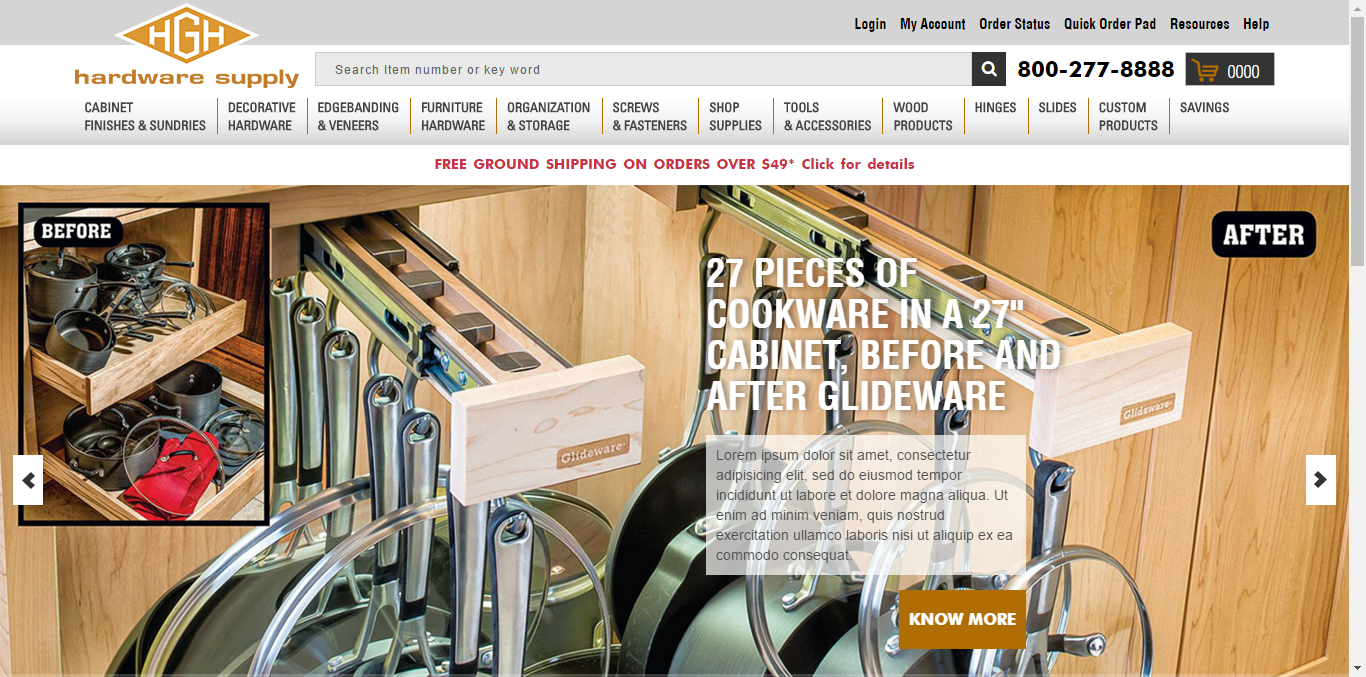 HGH
hardware supply
Login My Account Order Status Quick Order Pad Resources Help
Search Item number or key word
800-277-8888
0000
CABINET
FINISHES & SUNDRIES
DECORATIVE
HARDWARE
EDGEBANDING
& VENEERS
FURNITURE
HARDWARE
ORGANIZATION
& STORAGE
SCREWS
& FASTENERS
SHOP
SUPPLIES
TOOLS
& ACCESSORIES
WOOD
PRODUCTS
HINGES
SLIDES
CUSTOM
PRODUCTS
SAVINGS
FREE GROUND SHIPPING ON ORDERS OVER $49* Click for details
BEFORE
AFTER
27 PIECES OF
COOKWARE IN A 27"
CABINET, BEFORE AND
AFTER GLIDEWARE
Glideware
Glideware
Lorem ipsum dolor sit amet, consectetur
adipisicing elit, sed do eiusmod tempor
incididunt ut labore et dolore magna aliqua. Ut
enim ad minim veniam, quis nostrud
exercitation ullamco laboris nisi ut aliquip ex ea
commodo consequat.
KNOW MORE